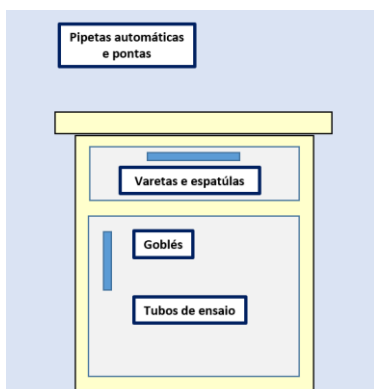 Pipetas automáticas
e pontas
Varetas e espatúlas
Goblés
Tubos de ensaio